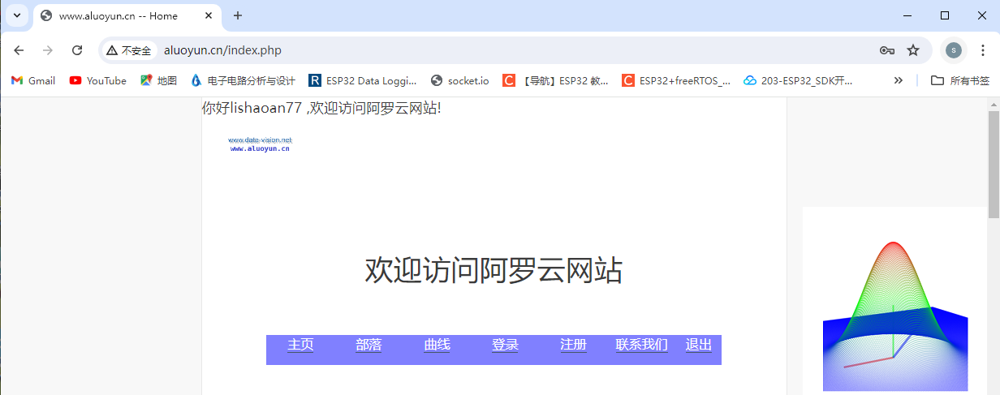 www.aluoyun.cn -- Home
不安全 aluoyun.cn/index.php
s
Gmail YouTube 地图 电子电路分析与设计 ESP32 Data Loggi... socket.io 【导航】ESP32 教... ESP32+freeRTOS_... 203-ESP32_SDK开... » 所有书签
你好lishaoan77 ,欢迎访问阿罗云网站!
www.date-vision.net
www.aluoyun.cn
欢迎访问阿罗云网站
主页 部落 曲线 登录 注册 联系我们 退出